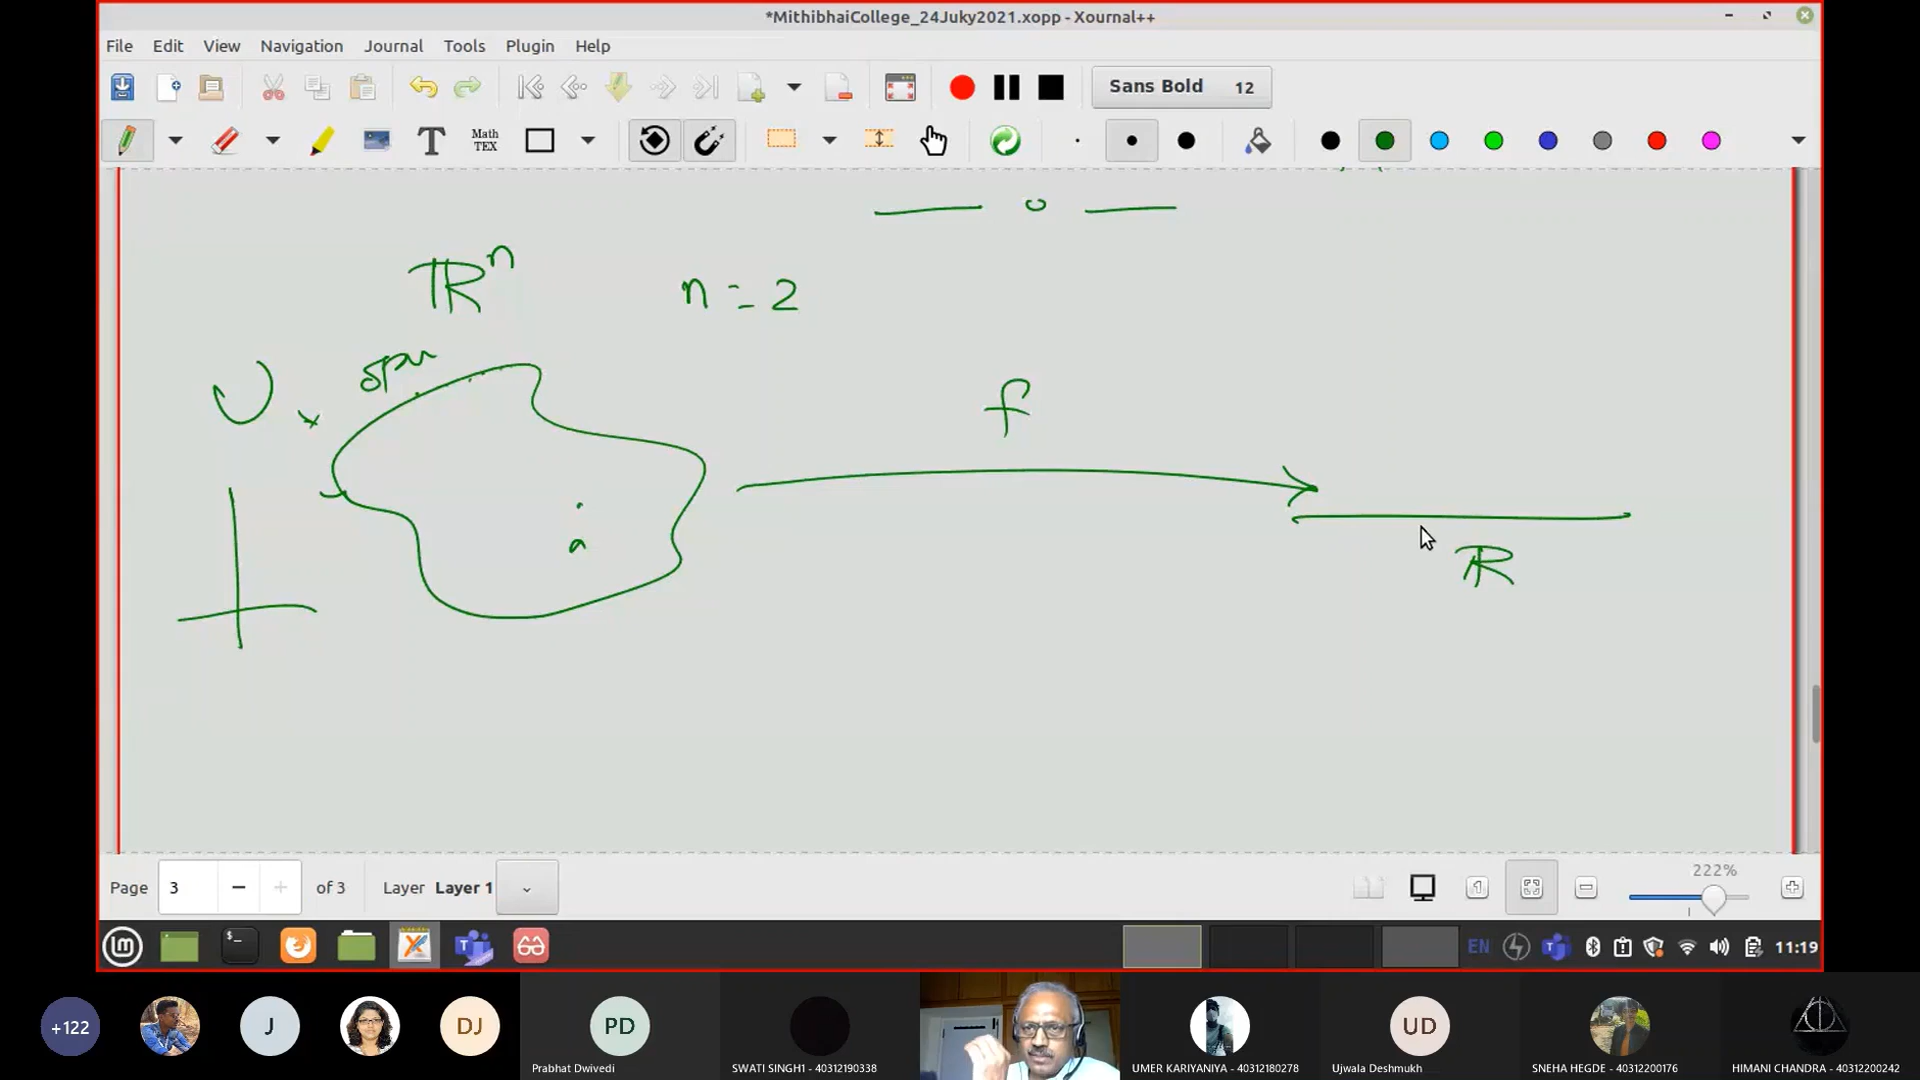 *MithibhaiCollege_24Juky2021.xopp - Xournal++
File Edit View Navigation Journal Tools Plugin Help
Sans Bold 12
T Math TEX
ℝⁿ n = 2
U open
f
a
ℝ
Page 3 of 3 Layer Layer 1
222%
EN 11:19
+122 J DJ PD UD
Prabhat Dwivedi SWATI SINGH1 - 40312190338 UMER KARIYANIYA - 40312180278 Ujwala Deshmukh SNEHA HEGDE - 40312200176 HIMANI CHANDRA - 40312200242